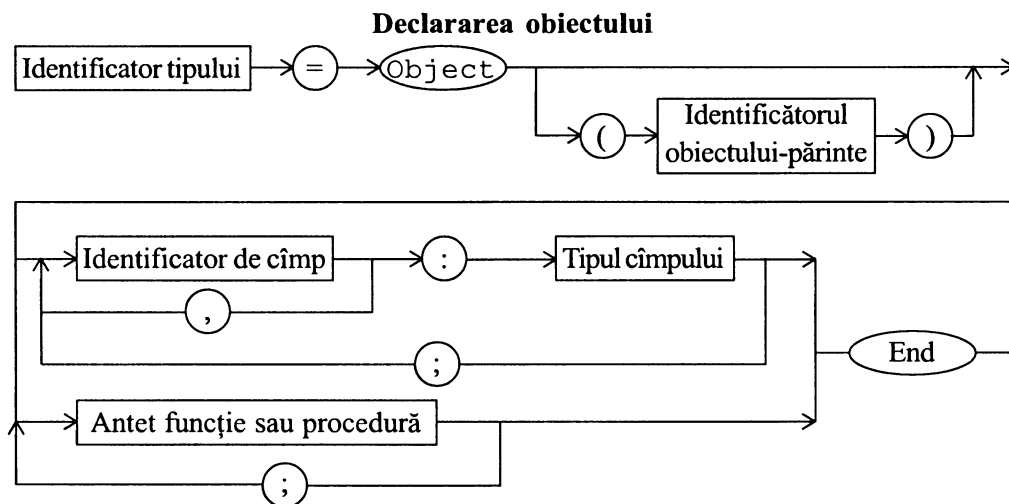 Declararea obiectului
Identificator tipului = Object
( Identificătorul
obiectului-părinte )
Identificator de cîmp : Tipul cîmpului
,
;
End
Antet funcție sau procedură
;